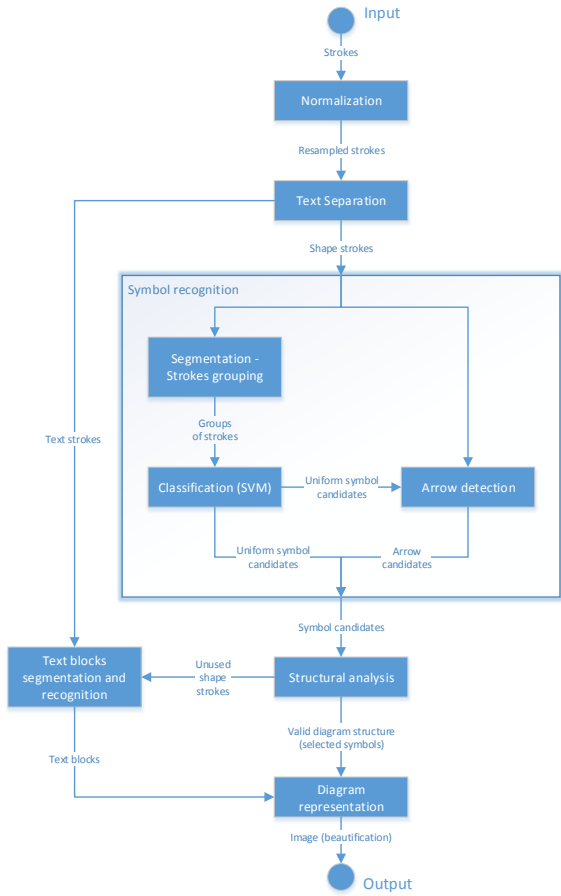 Input
Strokes
Normalization
Resampled strokes
Text Separation
Shape strokes
Symbol recognition
Segmentation -
Strokes grouping
Groups
of strokes
Text strokes
Classification (SVM)
Uniform symbol
candidates
Arrow detection
Uniform symbol
candidates
Arrow
candidates
Symbol candidates
Text blocks
segmentation and
recognition
Unused
shape
strokes
Structural analysis
Valid diagram structure
(selected symbols)
Text blocks
Diagram
representation
Image (beautification)
Output